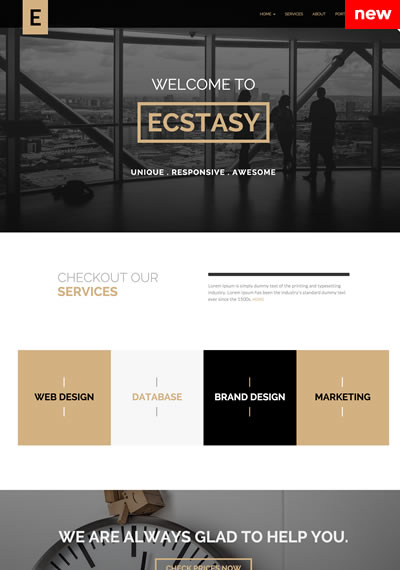 E
HOME
SERVICES
ABOUT
new
WELCOME TO
ECSTASY
UNIQUE . RESPONSIVE . AWESOME
CHECKOUT OUR
SERVICES
Lorem Ipsum is simply dummy text of the printing and typesetting
industry. Lorem Ipsum has been the industry's standard dummy text
ever since the 1500s MORE
WEB DESIGN
DATABASE
BRAND DESIGN
MARKETING
WE ARE ALWAYS GLAD TO HELP YOU.
CHECK PRICES NOW